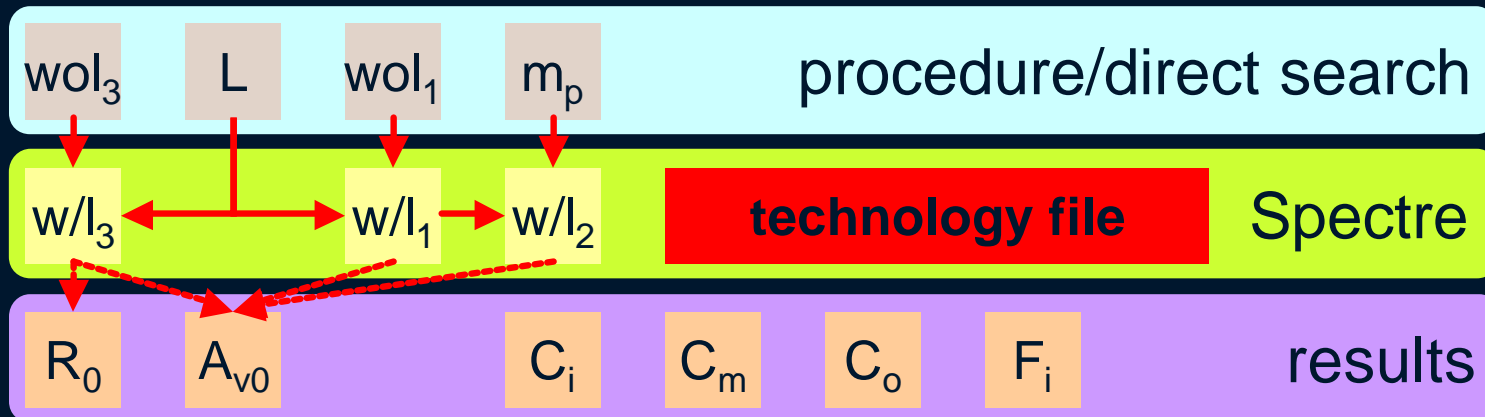 wol₃ L wol₁ mₚ procedure/direct search
w/l₃ w/l₁ w/l₂ technology file Spectre
R₀ Aᵥ₀ Cᵢ Cₘ Cₒ Fᵢ results